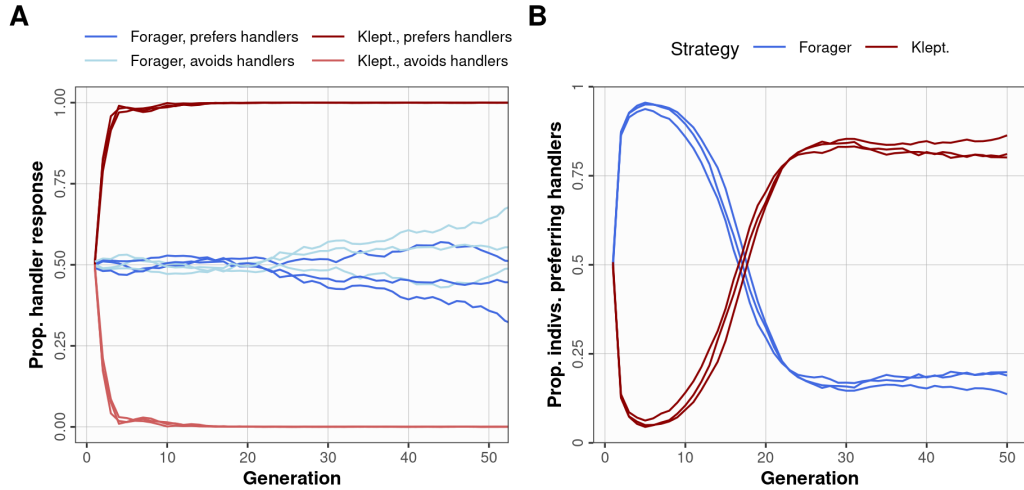 A
Forager, prefers handlers
Klept., prefers handlers
Forager, avoids handlers
Klept., avoids handlers
Prop. handler response
1.00
0.75
0.50
0.25
0.00
0 10 20 30 40 50
Generation
B
Strategy Forager Klept.
Prop. indivs. preferring handlers
1
0.75
0.5
0.25
0
0 10 20 30 40 50
Generation